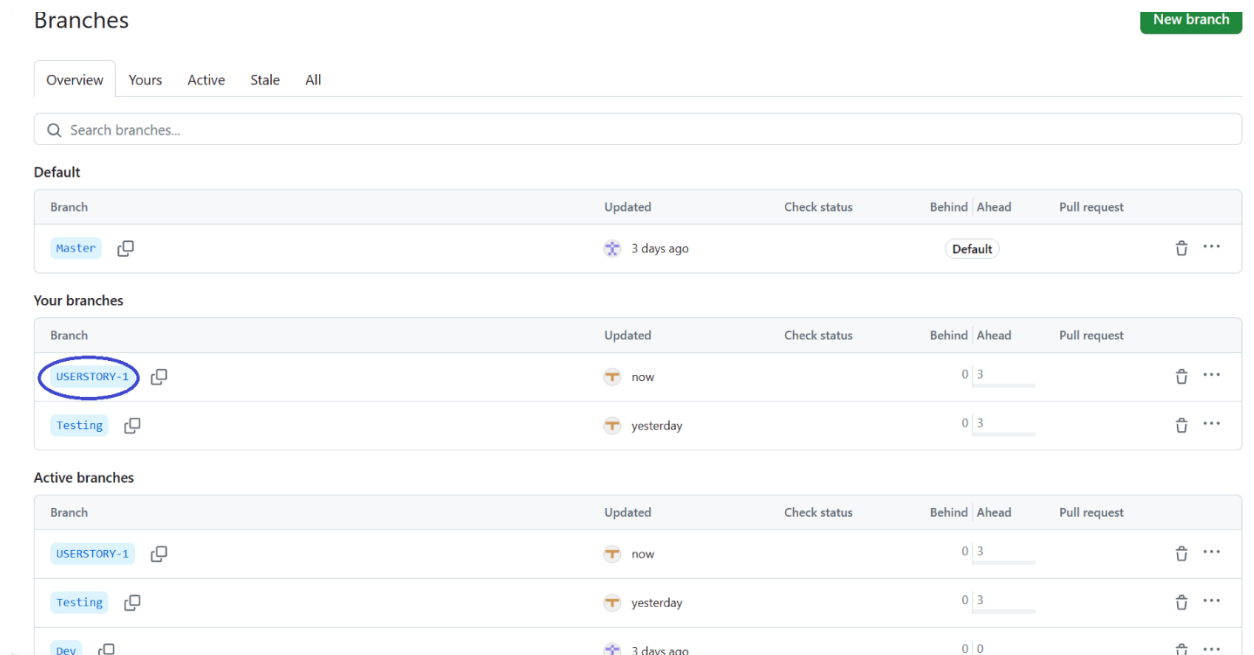 Branches
New branch
Overview Yours Active Stale All
Search branches...
Default
Branch Updated Check status Behind Ahead Pull request
Master 3 days ago Default
Your branches
Branch Updated Check status Behind Ahead Pull request
USERSTORY-1 now 0 3
Testing yesterday 0 3
Active branches
Branch Updated Check status Behind Ahead Pull request
USERSTORY-1 now 0 3
Testing yesterday 0 3
Dev 3 days ago 0 0